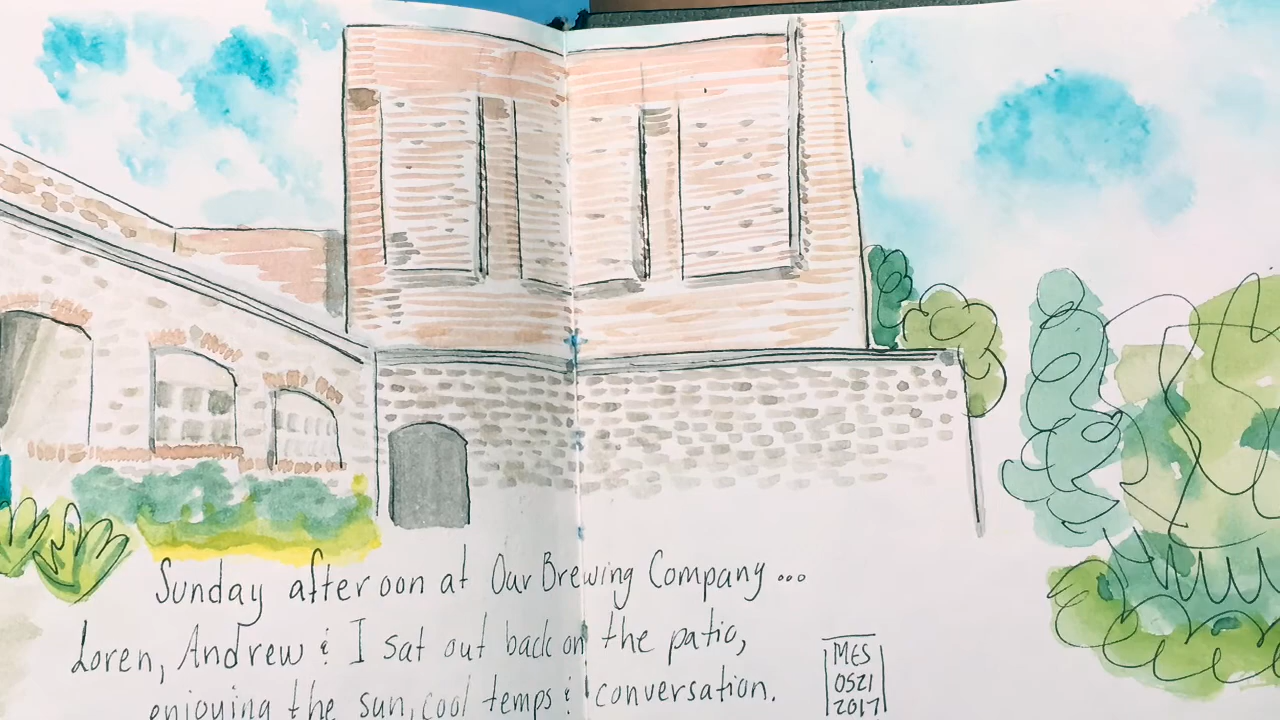 Sunday afteroon at Our Brewing Company...
Loren, Andrew & I sat out back on the patio,
enjoying the sun, cool temps & conversation.
MES
0521
2017